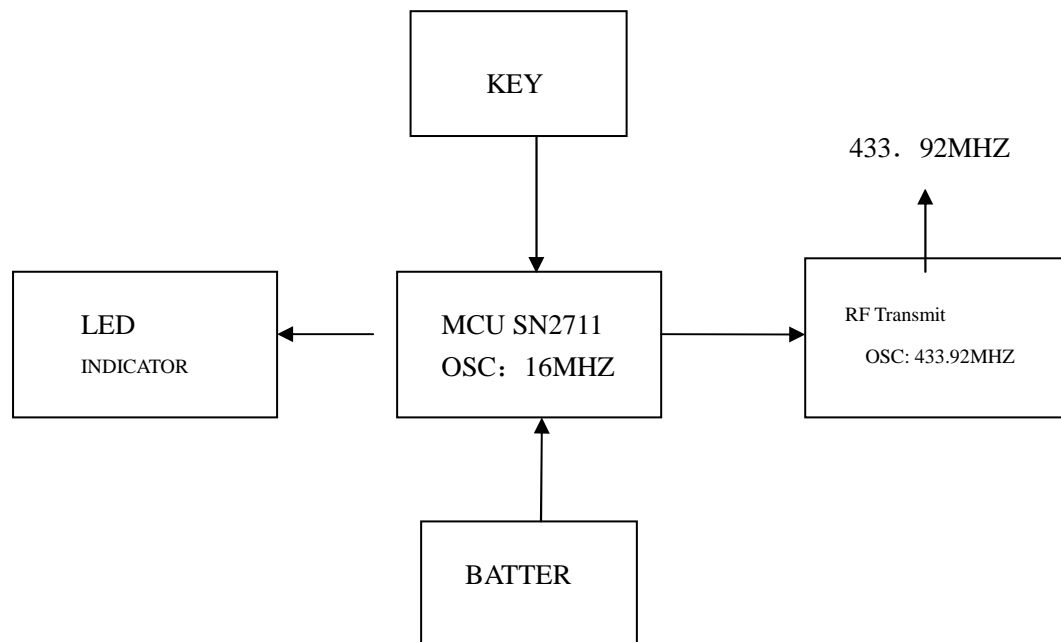 KEY
433．92MHZ
LED
INDICATOR
MCU SN2711
OSC：16MHZ
RF Transmit
OSC: 433.92MHZ
BATTER